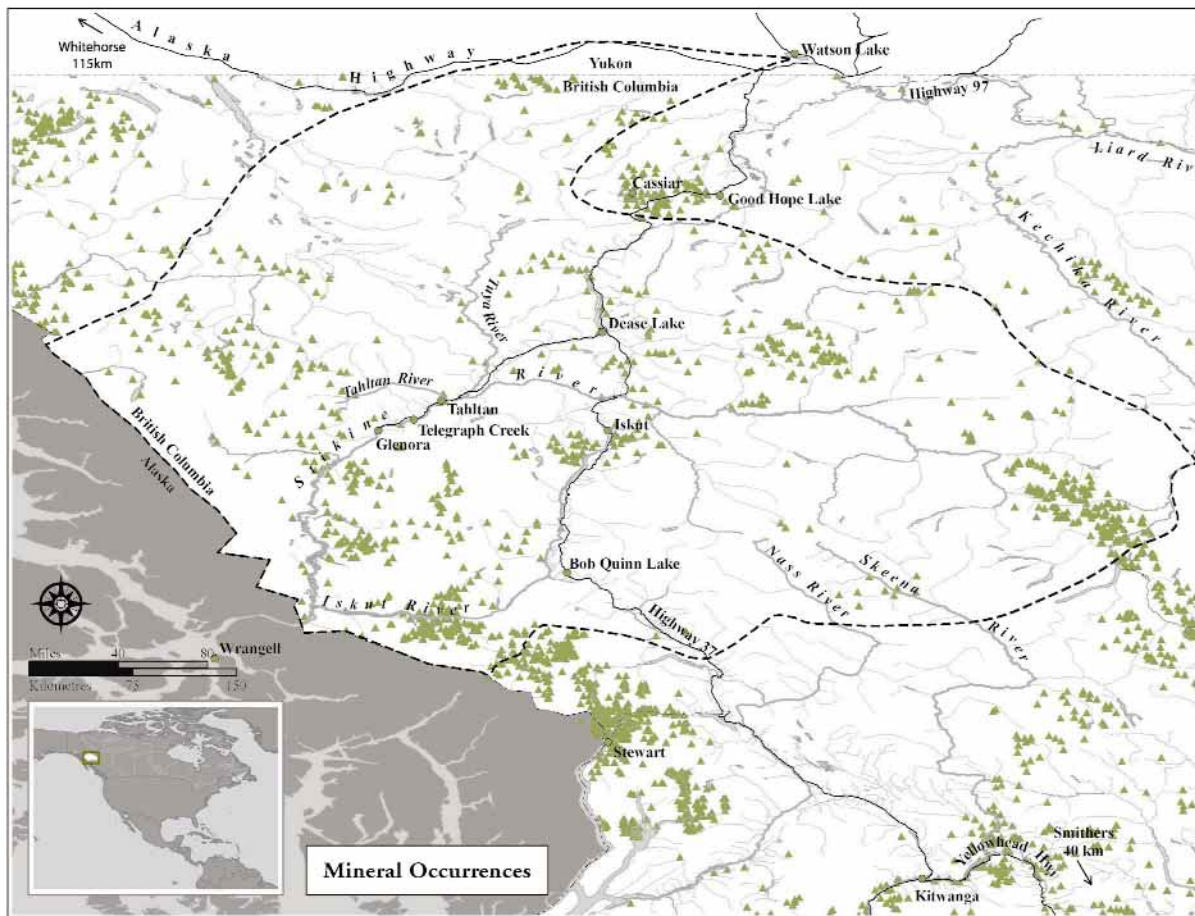 Alaska Highway
Whitehorse
115km
Watson Lake
Yukon
British Columbia
Highway 97
Liard Riv
Cassiar
Good Hope Lake
Kechika River
Tuya River
Dease Lake
Tahltan River
Stikine River
Tahltan
Telegraph Creek
Glenora
Iskut
British Columbia
Alaska
Bob Quinn Lake
Nass River
Skeena River
Iskut River
Highway 37
Wrangell
Miles 40 80
Kilometres 75 150
Stewart
Mineral Occurrences
Smithers
40 km
Yellowhead Hwy
Kitwanga